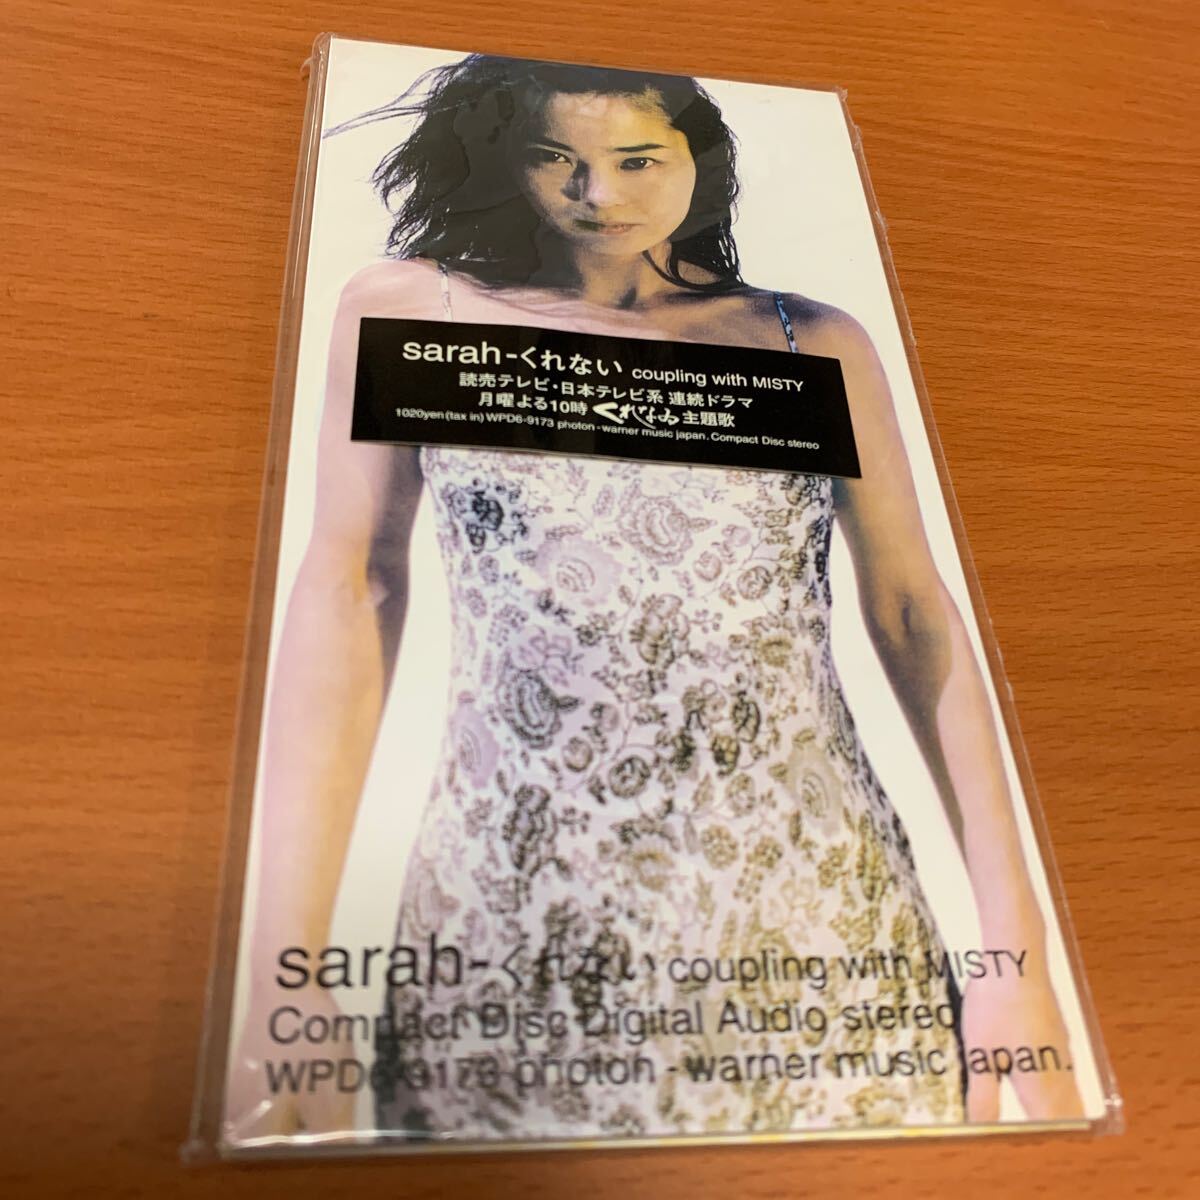 sarah-くれない coupling with MISTY
読売テレビ・日本テレビ系 連続ドラマ
月曜よる10時 くれなゐ 主題歌
1020yen(tax in) WPD6-9173 photon-warner music japan. Compact Disc stereo
sarah-くれない coupling with MISTY
Compact Disc Digital Audio stereo
WPD6-9173 photon-warner music japan.